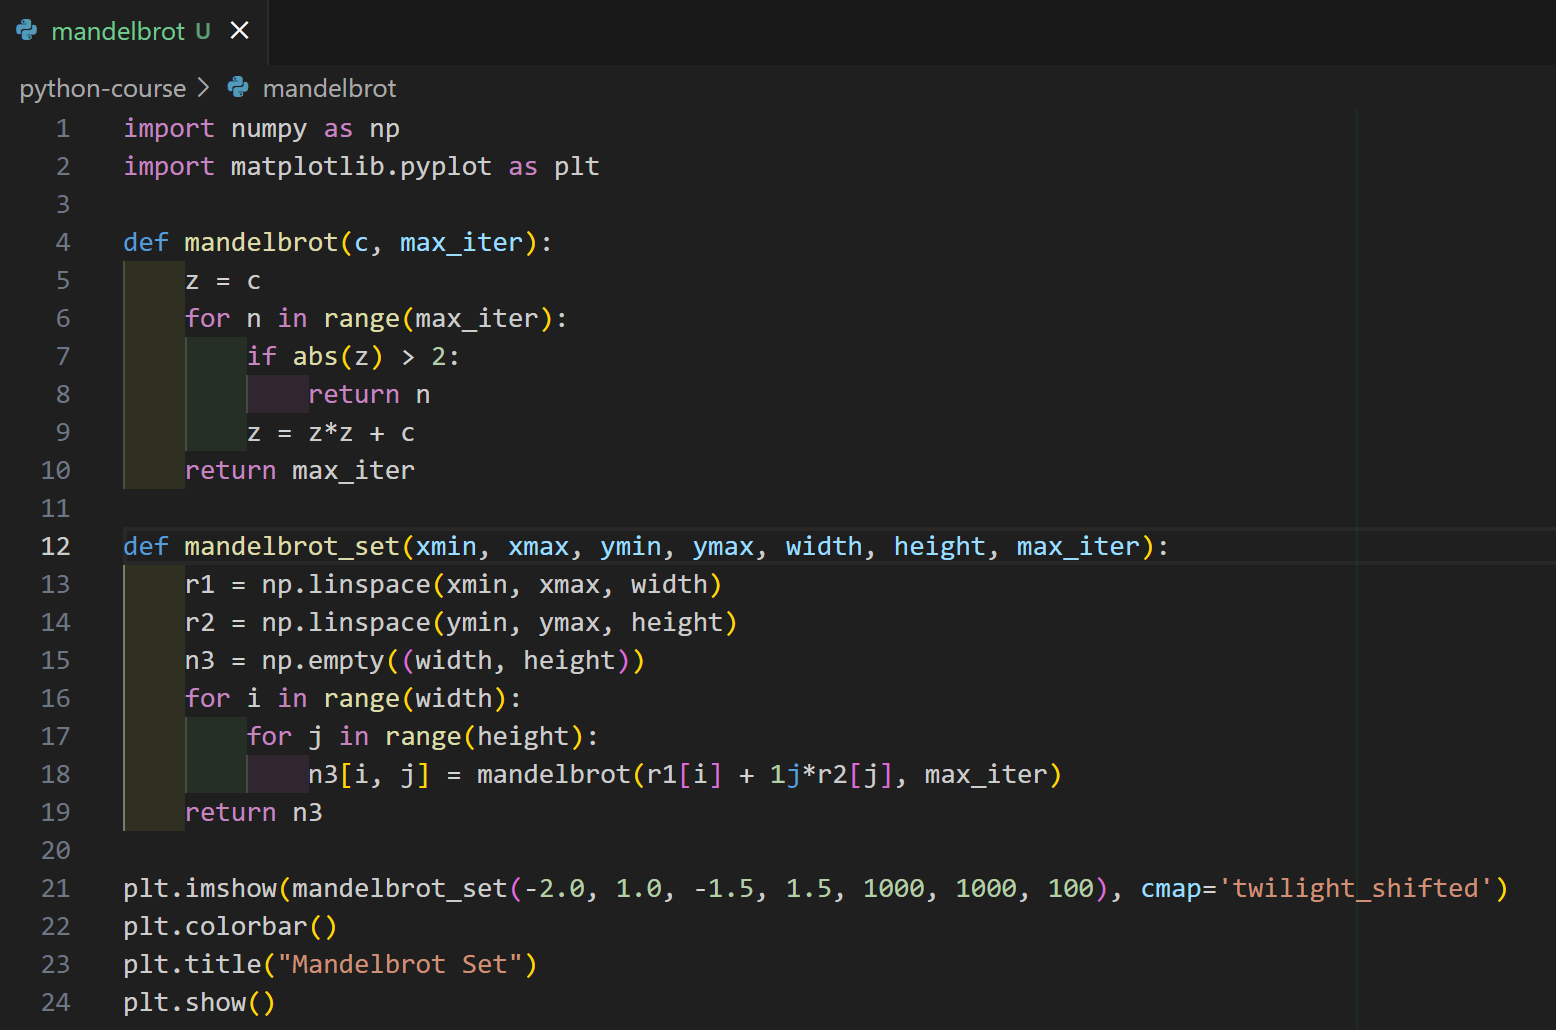 mandelbrot U ×
python-course > mandelbrot
1 import numpy as np
2 import matplotlib.pyplot as plt
3
4 def mandelbrot(c, max_iter):
5     z = c
6     for n in range(max_iter):
7         if abs(z) > 2:
8             return n
9         z = z*z + c
10     return max_iter
11
12 def mandelbrot_set(xmin, xmax, ymin, ymax, width, height, max_iter):
13     r1 = np.linspace(xmin, xmax, width)
14     r2 = np.linspace(ymin, ymax, height)
15     n3 = np.empty((width, height))
16     for i in range(width):
17         for j in range(height):
18             n3[i, j] = mandelbrot(r1[i] + 1j*r2[j], max_iter)
19     return n3
20
21 plt.imshow(mandelbrot_set(-2.0, 1.0, -1.5, 1.5, 1000, 1000, 100), cmap='twilight_shifted')
22 plt.colorbar()
23 plt.title("Mandelbrot Set")
24 plt.show()